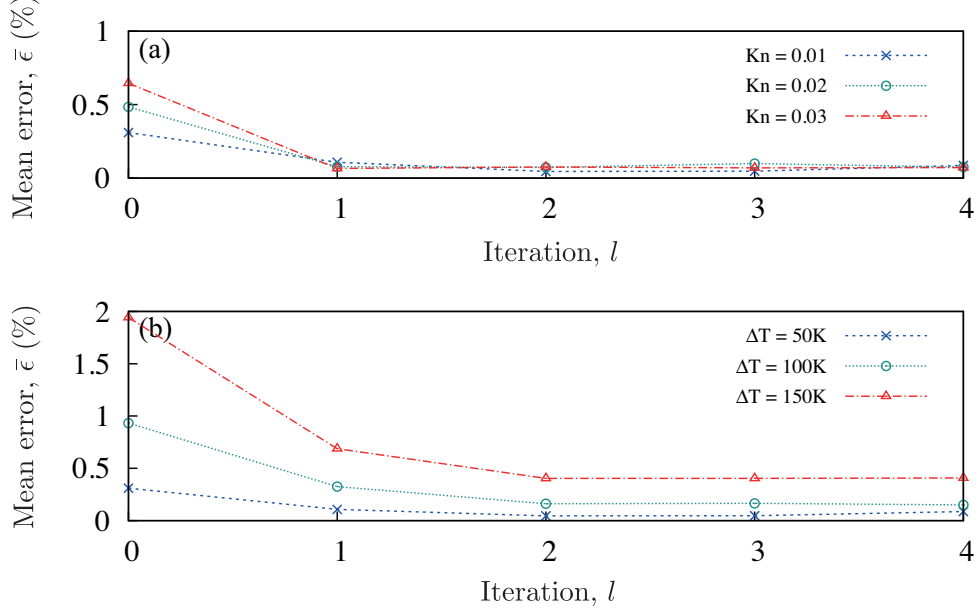 Mean error, ϵ̄ (%)
1
0.5
0
(a)
Kn = 0.01
Kn = 0.02
Kn = 0.03
0 1 2 3 4
Iteration, l
Mean error, ϵ̄ (%)
2
1.5
1
0.5
0
(b)
ΔT = 50K
ΔT = 100K
ΔT = 150K
0 1 2 3 4
Iteration, l